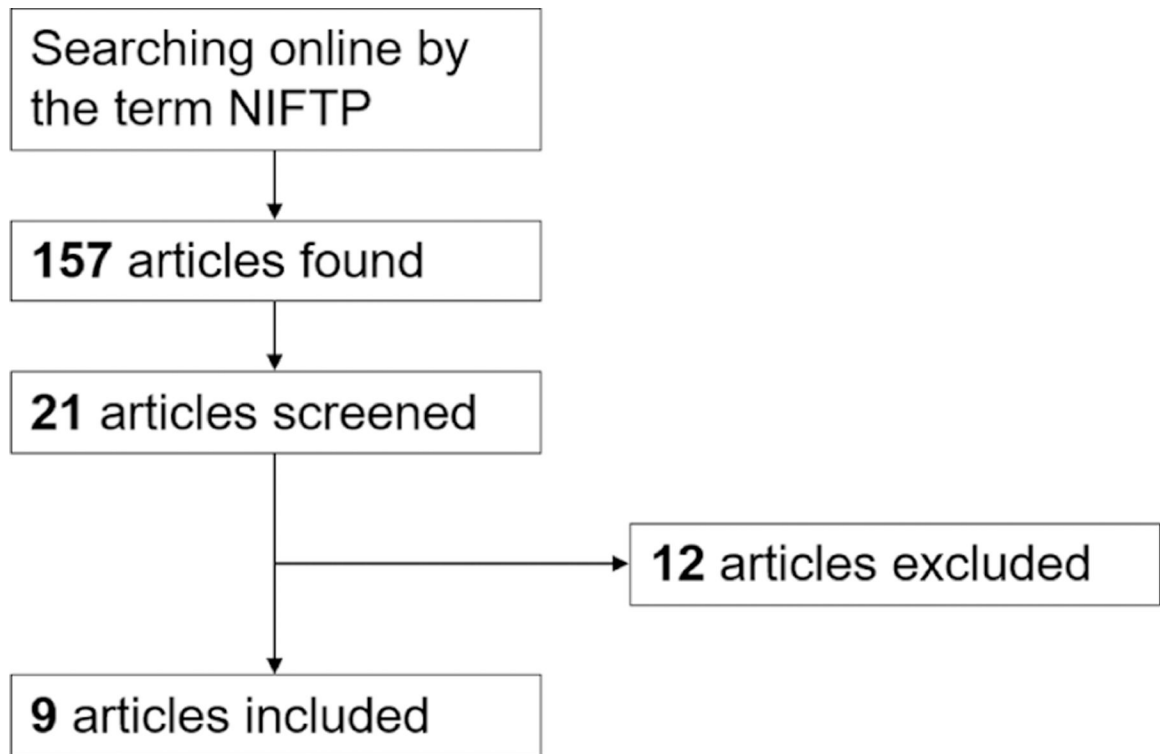 Searching online by
the term NIFTP
157 articles found
21 articles screened
12 articles excluded
9 articles included